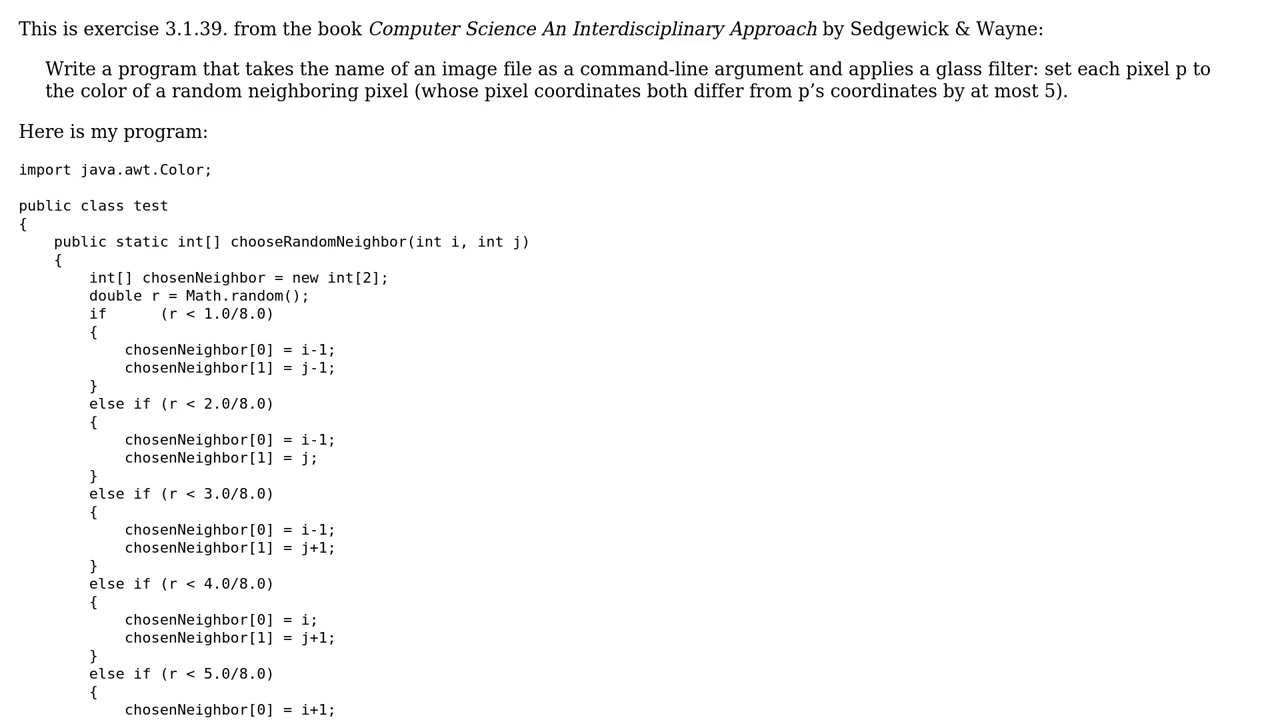 This is exercise 3.1.39. from the book Computer Science An Interdisciplinary Approach by Sedgewick & Wayne:
Write a program that takes the name of an image file as a command-line argument and applies a glass filter: set each pixel p to
the color of a random neighboring pixel (whose pixel coordinates both differ from p’s coordinates by at most 5).
Here is my program:
import java.awt.Color;
public class test
{
    public static int[] chooseRandomNeighbor(int i, int j)
    {
        int[] chosenNeighbor = new int[2];
        double r = Math.random();
        if      (r < 1.0/8.0)
        {
            chosenNeighbor[0] = i-1;
            chosenNeighbor[1] = j-1;
        }
        else if (r < 2.0/8.0)
        {
            chosenNeighbor[0] = i-1;
            chosenNeighbor[1] = j;
        }
        else if (r < 3.0/8.0)
        {
            chosenNeighbor[0] = i-1;
            chosenNeighbor[1] = j+1;
        }
        else if (r < 4.0/8.0)
        {
            chosenNeighbor[0] = i;
            chosenNeighbor[1] = j+1;
        }
        else if (r < 5.0/8.0)
        {
            chosenNeighbor[0] = i+1;